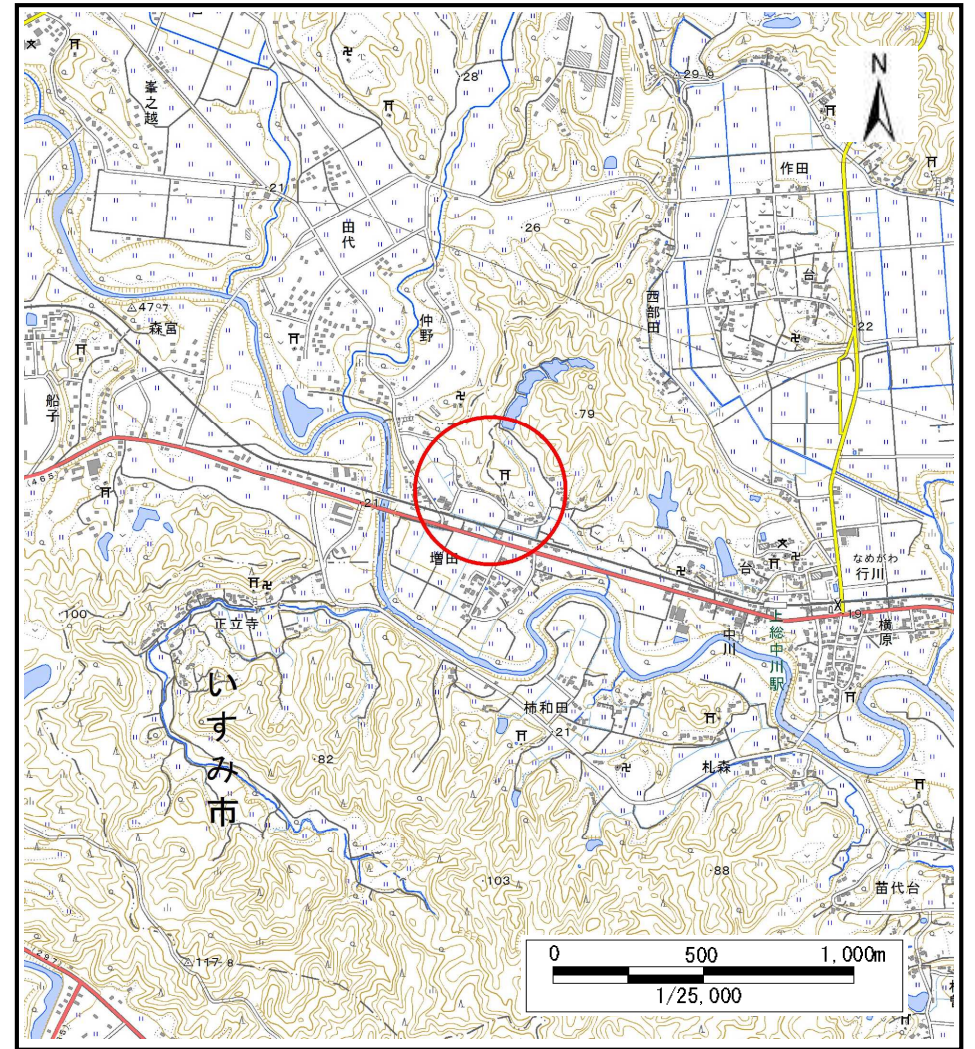 N
峯之越
28
29.9
作田
21
田代
26
台
西部田
22
47.7
森宮
仲野
船子
79
(465)
21
増田
なめがわ
行川
台
100
正立寺
上総中川駅
19
横原
中川
いすみ市
柿和田
21
82
札森
103
88
苗代台
117.8
(297)
0 500 1,000m
1/25,000